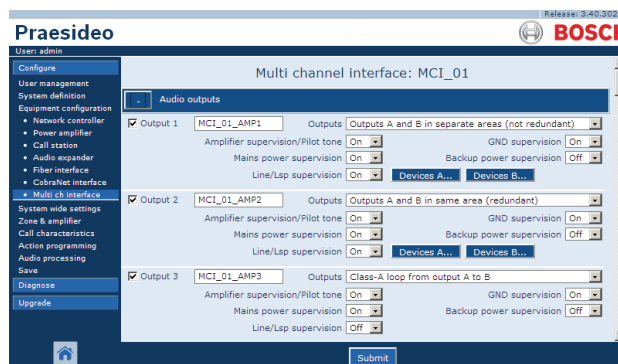 Release: 3.40.302
Praesideo
BOSCH
User: admin
Configure
User management
System definition
Equipment configuration
• Network controller
• Power amplifier
• Call station
• Audio expander
• Fiber interface
• CobraNet interface
• Multi ch interface
System wide settings
Zone & amplifier
Call characteristics
Action programming
Audio processing
Save
Diagnose
Upgrade
Multi channel interface: MCI_01
- Audio outputs
Output 1 MCI_01_AMP1 Outputs Outputs A and B in separate areas (not redundant)
Amplifier supervision/Pilot tone On GND supervision On
Mains power supervision On Backup power supervision Off
Line/Lsp supervision On Devices A... Devices B...
Output 2 MCI_01_AMP2 Outputs Outputs A and B in same area (redundant)
Amplifier supervision/Pilot tone On GND supervision On
Mains power supervision On Backup power supervision Off
Line/Lsp supervision On Devices A... Devices B...
Output 3 MCI_01_AMP3 Outputs Class-A loop from output A to B
Amplifier supervision/Pilot tone On GND supervision On
Mains power supervision On Backup power supervision Off
Line/Lsp supervision Off
Submit